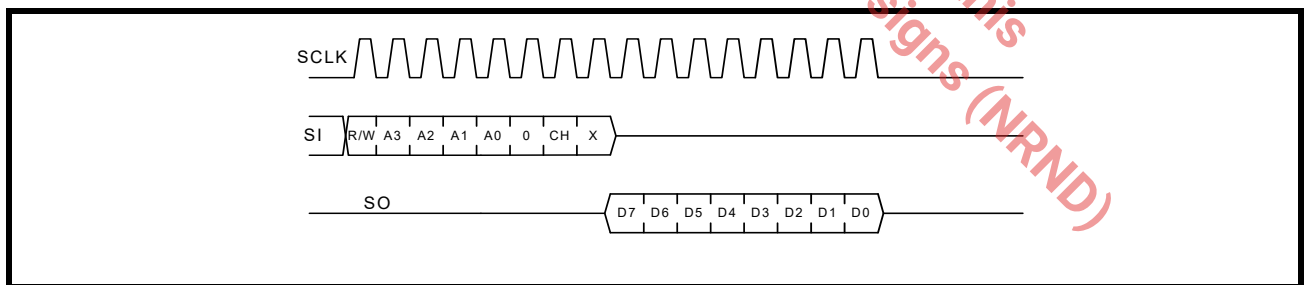 this
signs (NRND)
SCLK
SI R/W A3 A2 A1 A0 0 CH X
SO
D7 D6 D5 D4 D3 D2 D1 D0